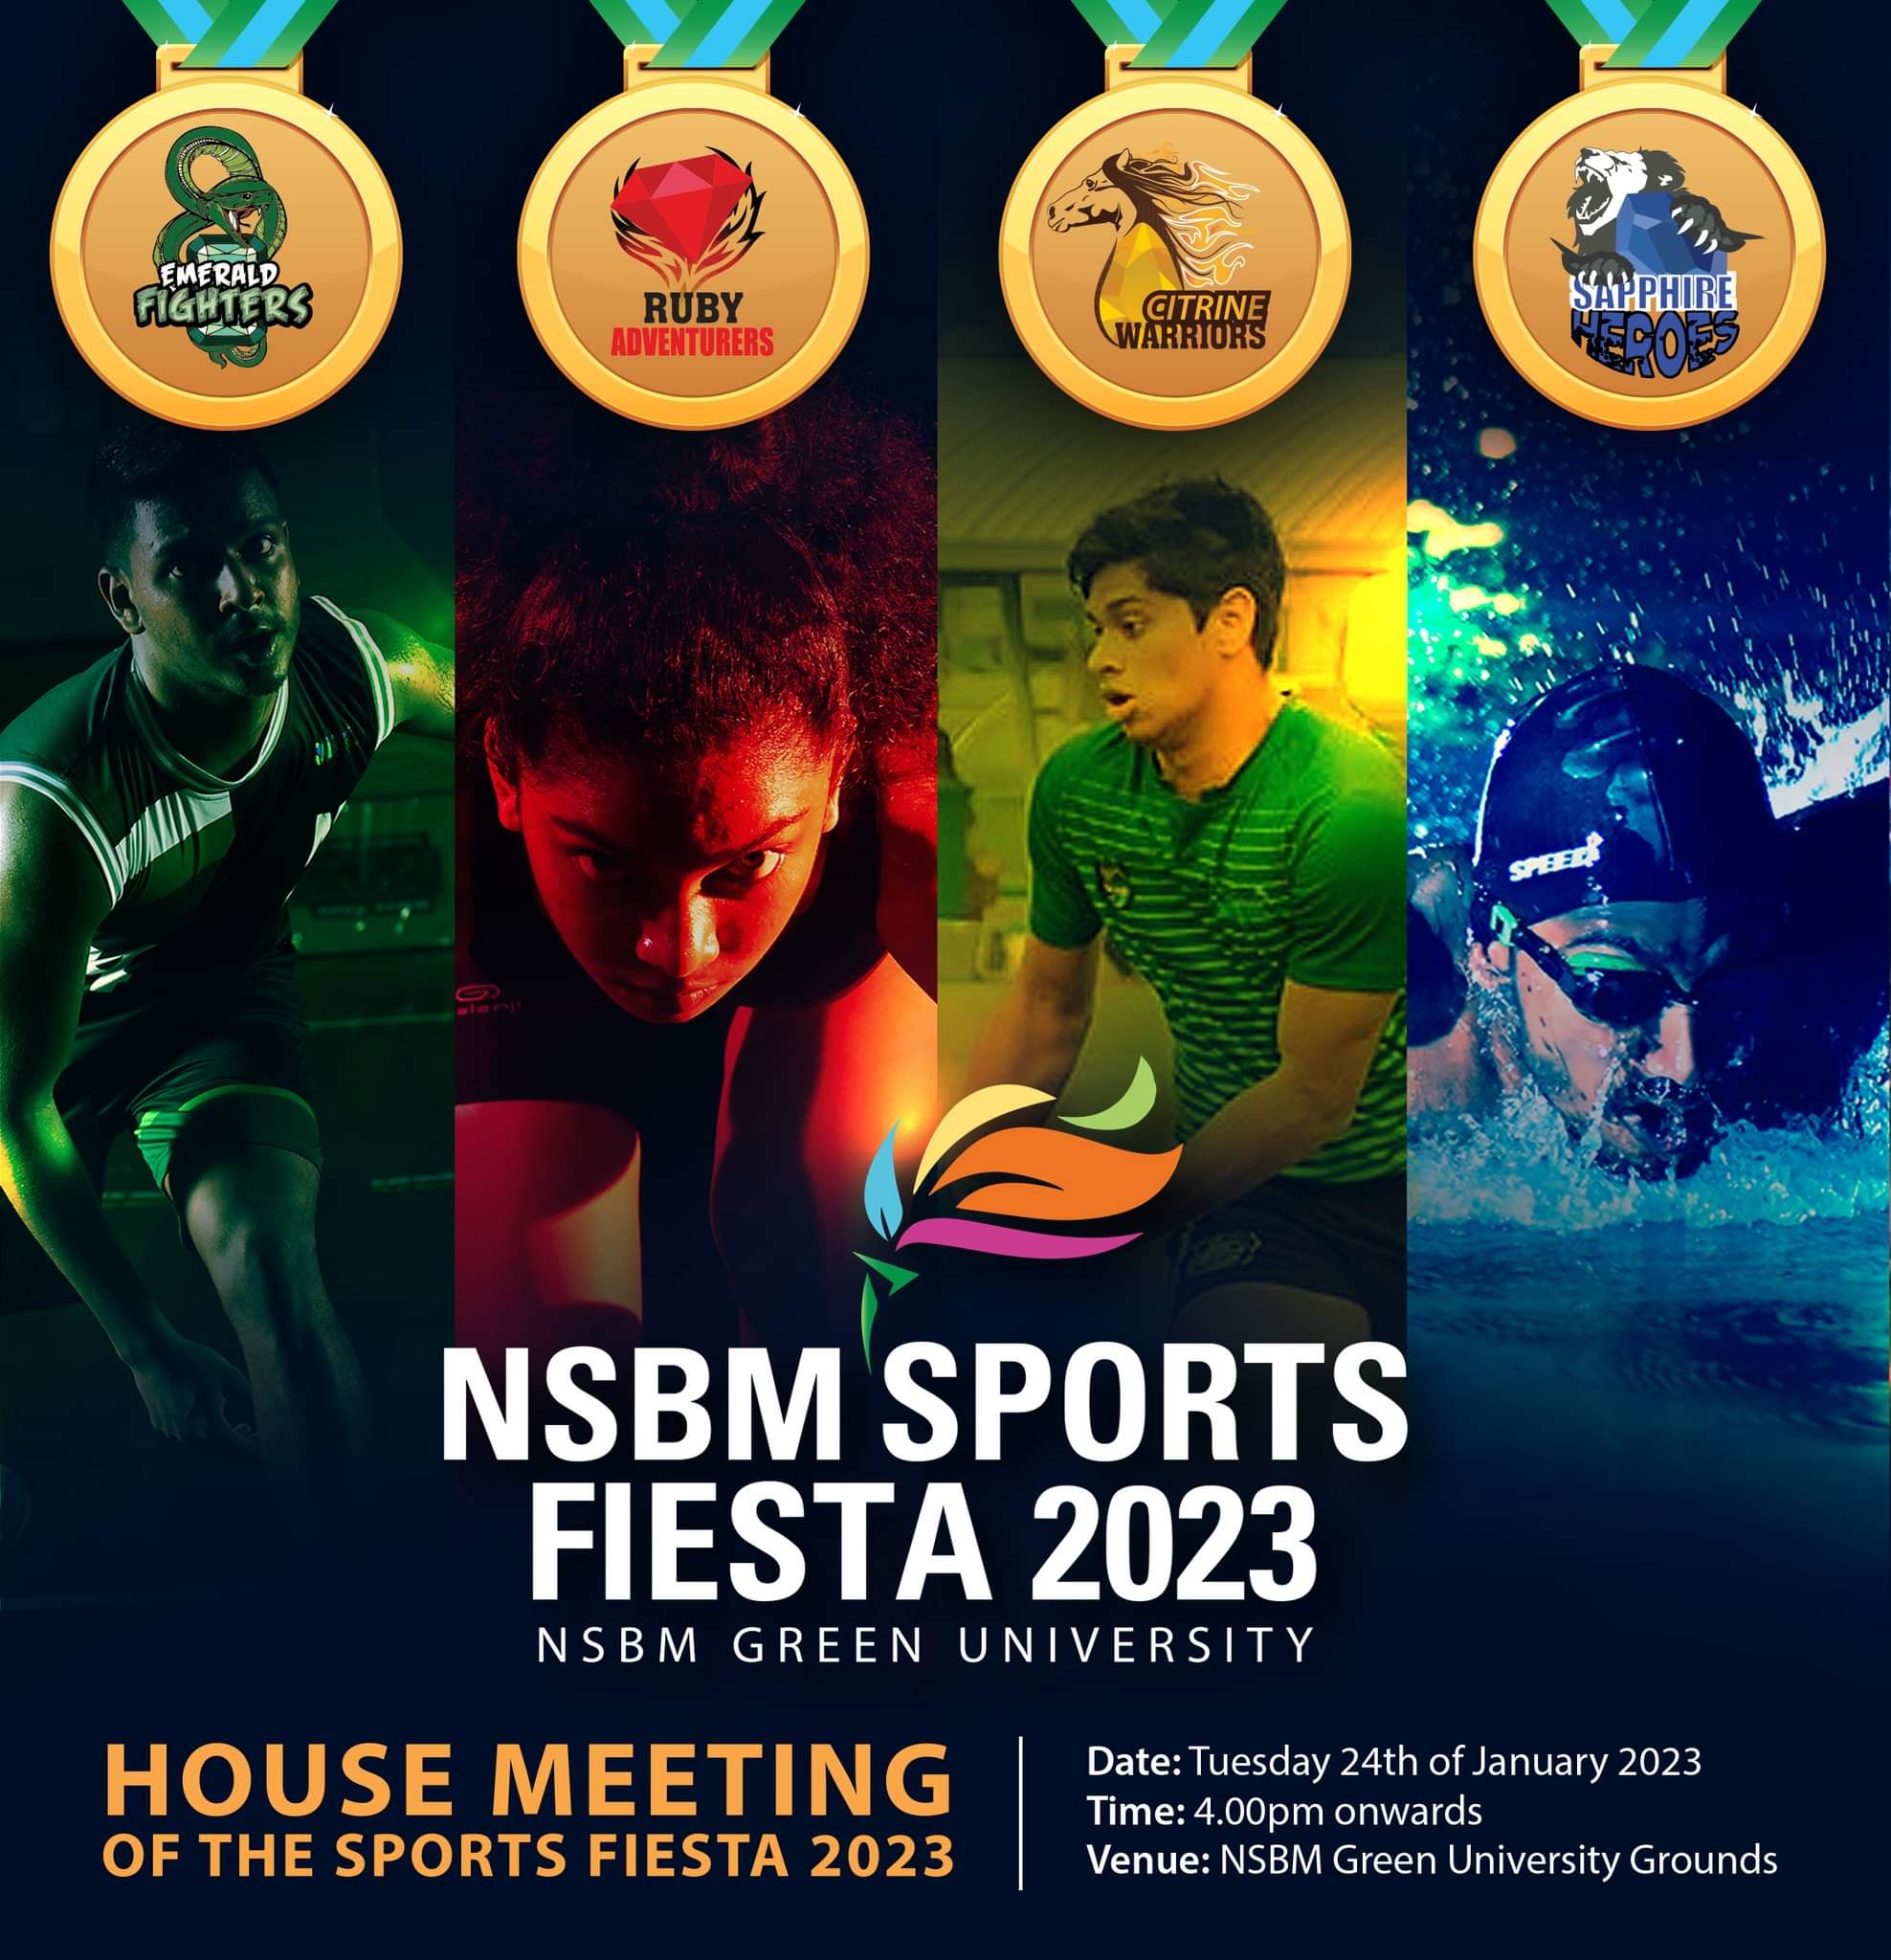 EMERALD
FIGHTERS
RUBY
ADVENTURERS
CITRINE
WARRIORS
SAPPHIRE
HEROES
NSBM SPORTS
FIESTA 2023
NSBM GREEN UNIVERSITY
HOUSE MEETING
OF THE SPORTS FIESTA 2023
Date: Tuesday 24th of January 2023
Time: 4.00pm onwards
Venue: NSBM Green University Grounds